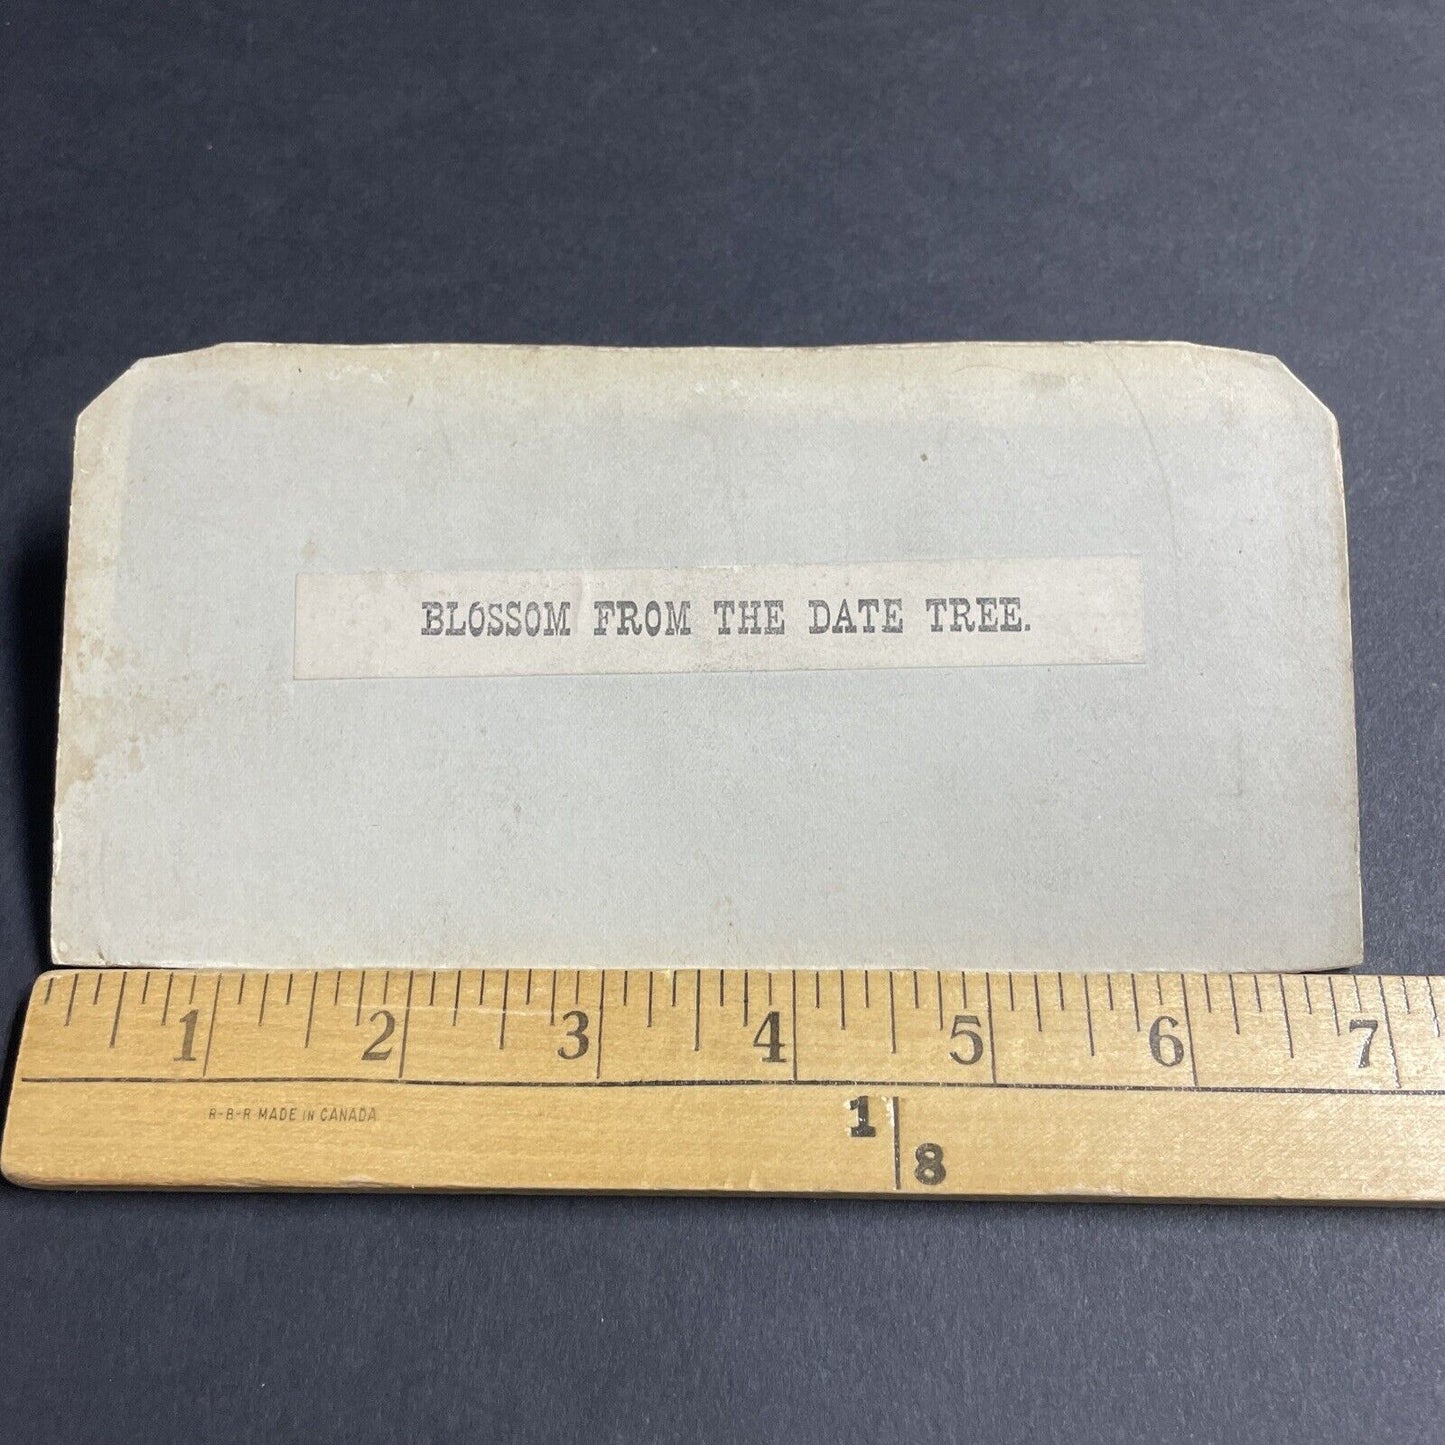 BLOSSOM FROM THE DATE TREE.
1 2 3 4 5 6 7
R-B-R MADE IN CANADA
1
8